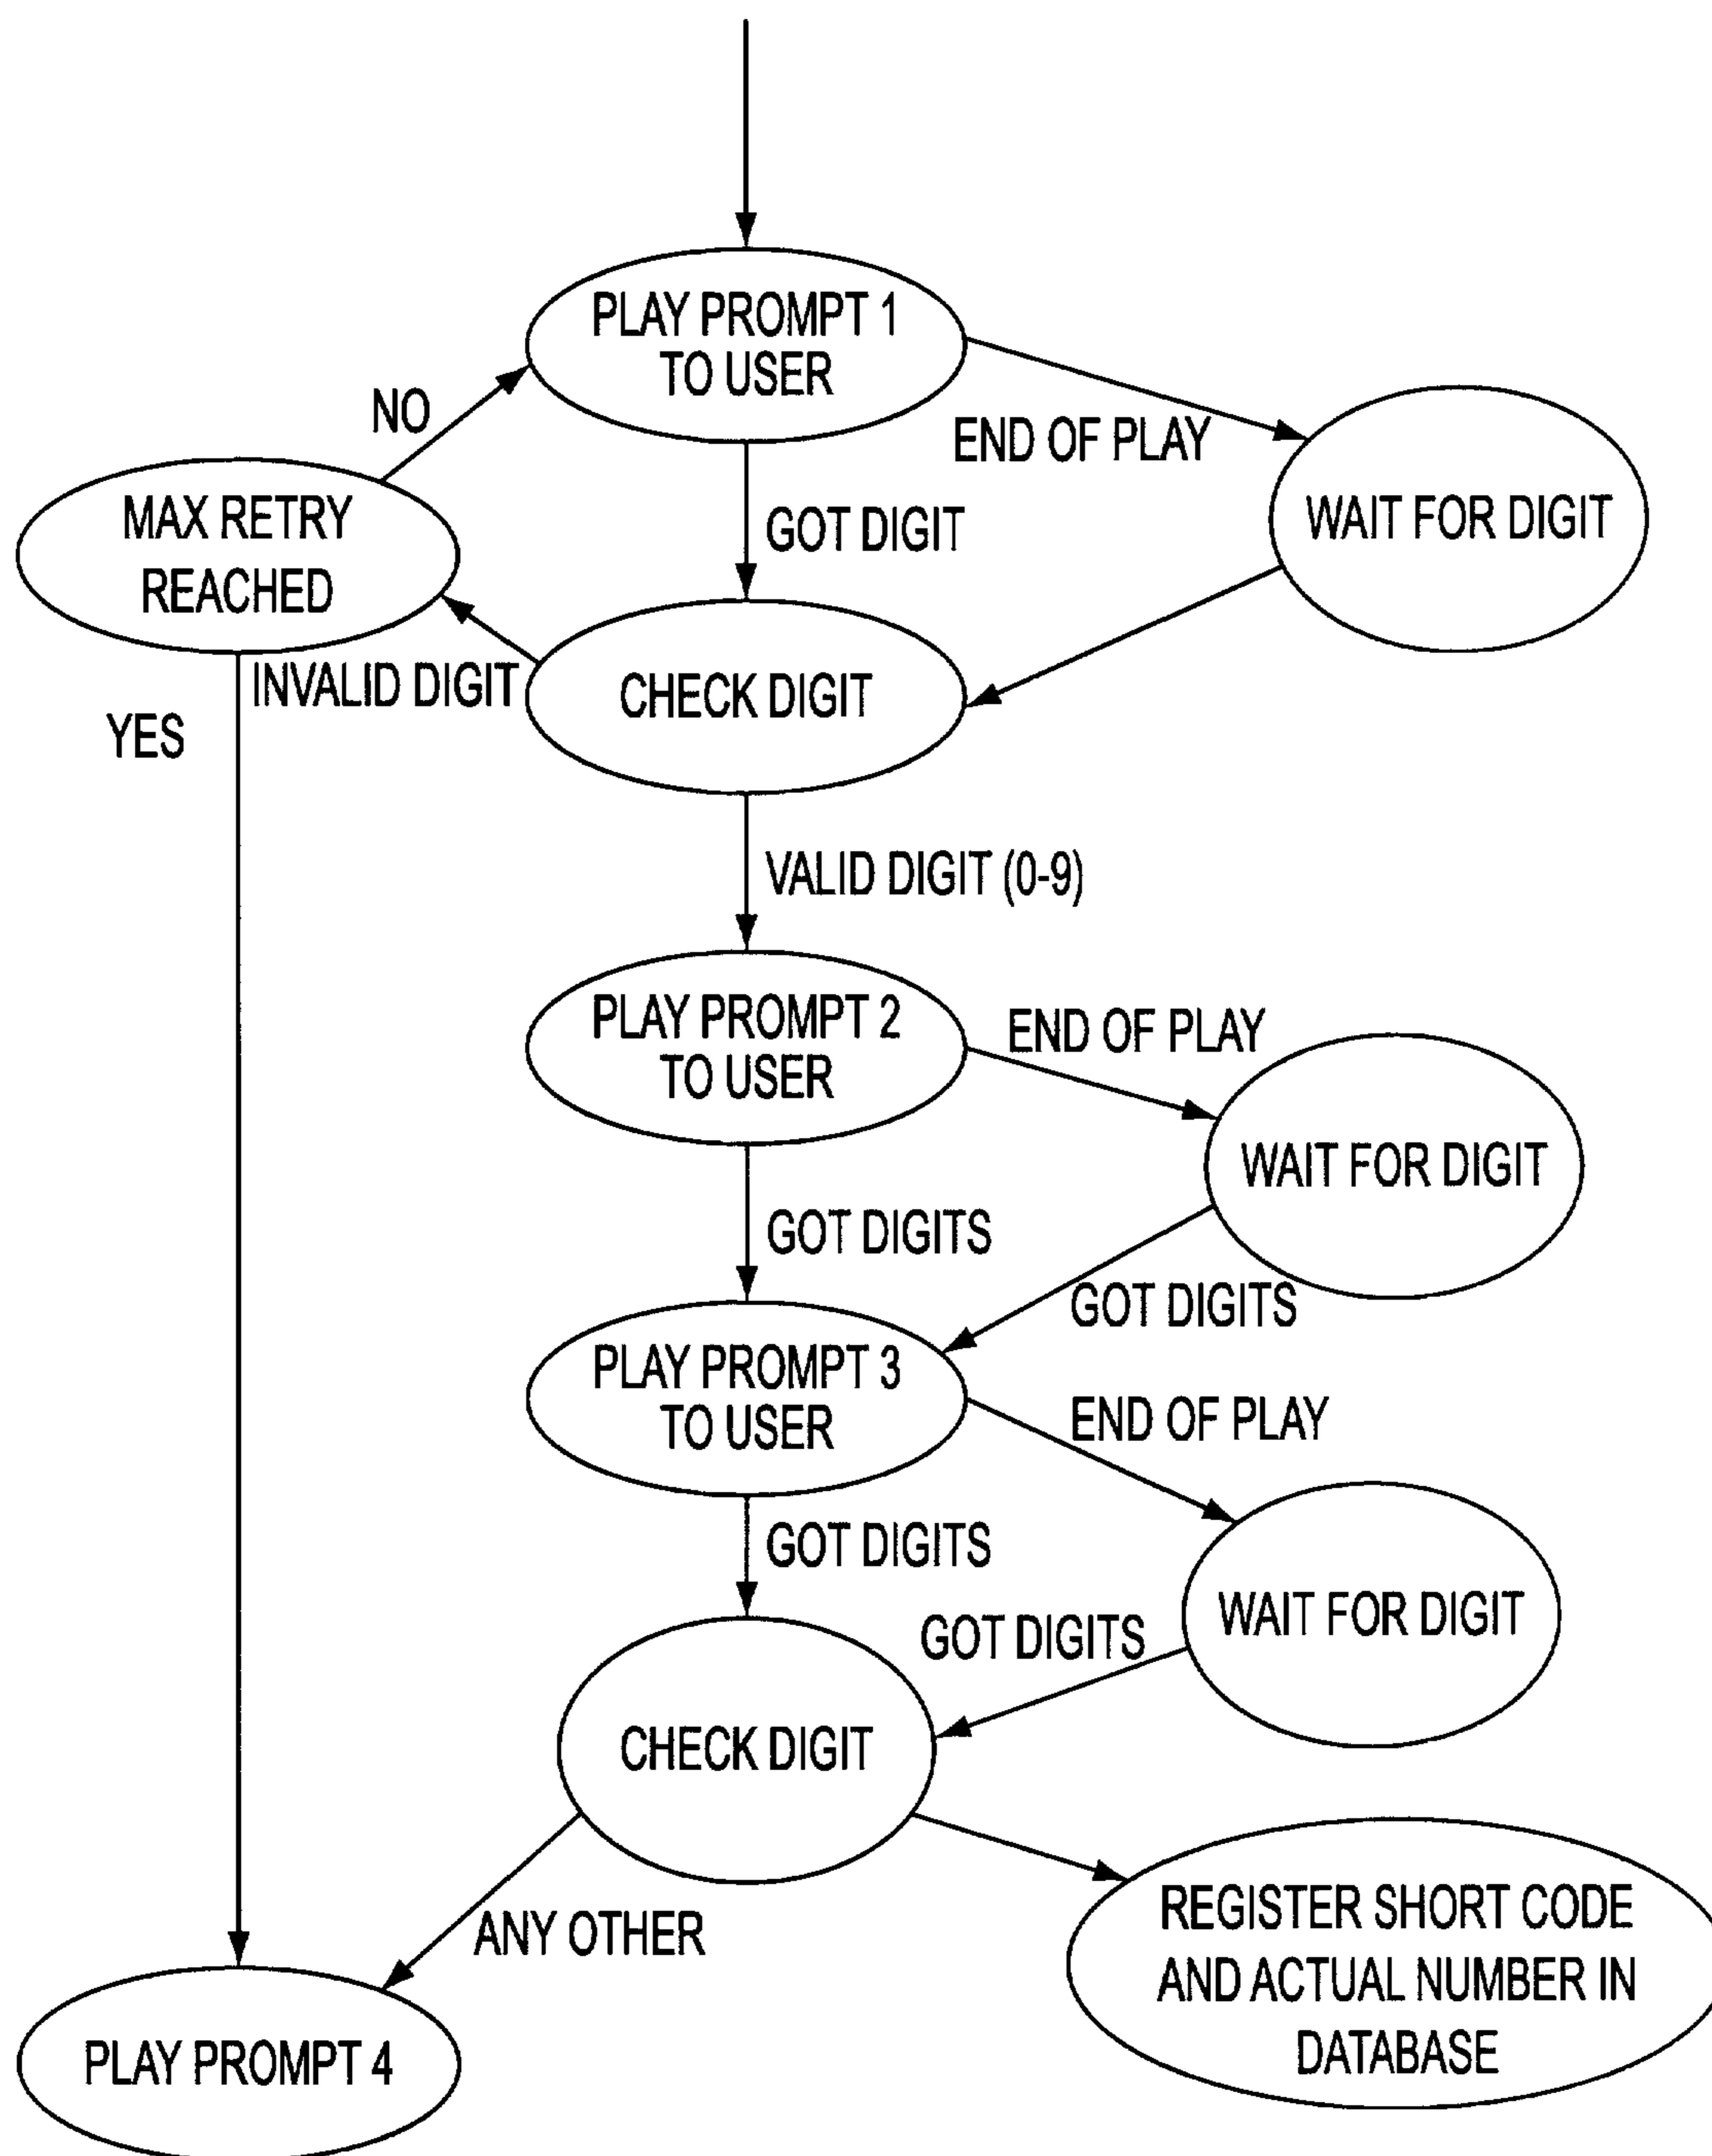 PLAY PROMPT 1
TO USER
NO
END OF PLAY
MAX RETRY
REACHED
GOT DIGIT
WAIT FOR DIGIT
INVALID DIGIT
CHECK DIGIT
YES
VALID DIGIT (0-9)
PLAY PROMPT 2
TO USER
END OF PLAY
WAIT FOR DIGIT
GOT DIGITS
GOT DIGITS
PLAY PROMPT 3
TO USER
END OF PLAY
GOT DIGITS
WAIT FOR DIGIT
GOT DIGITS
CHECK DIGIT
ANY OTHER
REGISTER SHORT CODE
AND ACTUAL NUMBER IN
DATABASE
PLAY PROMPT 4